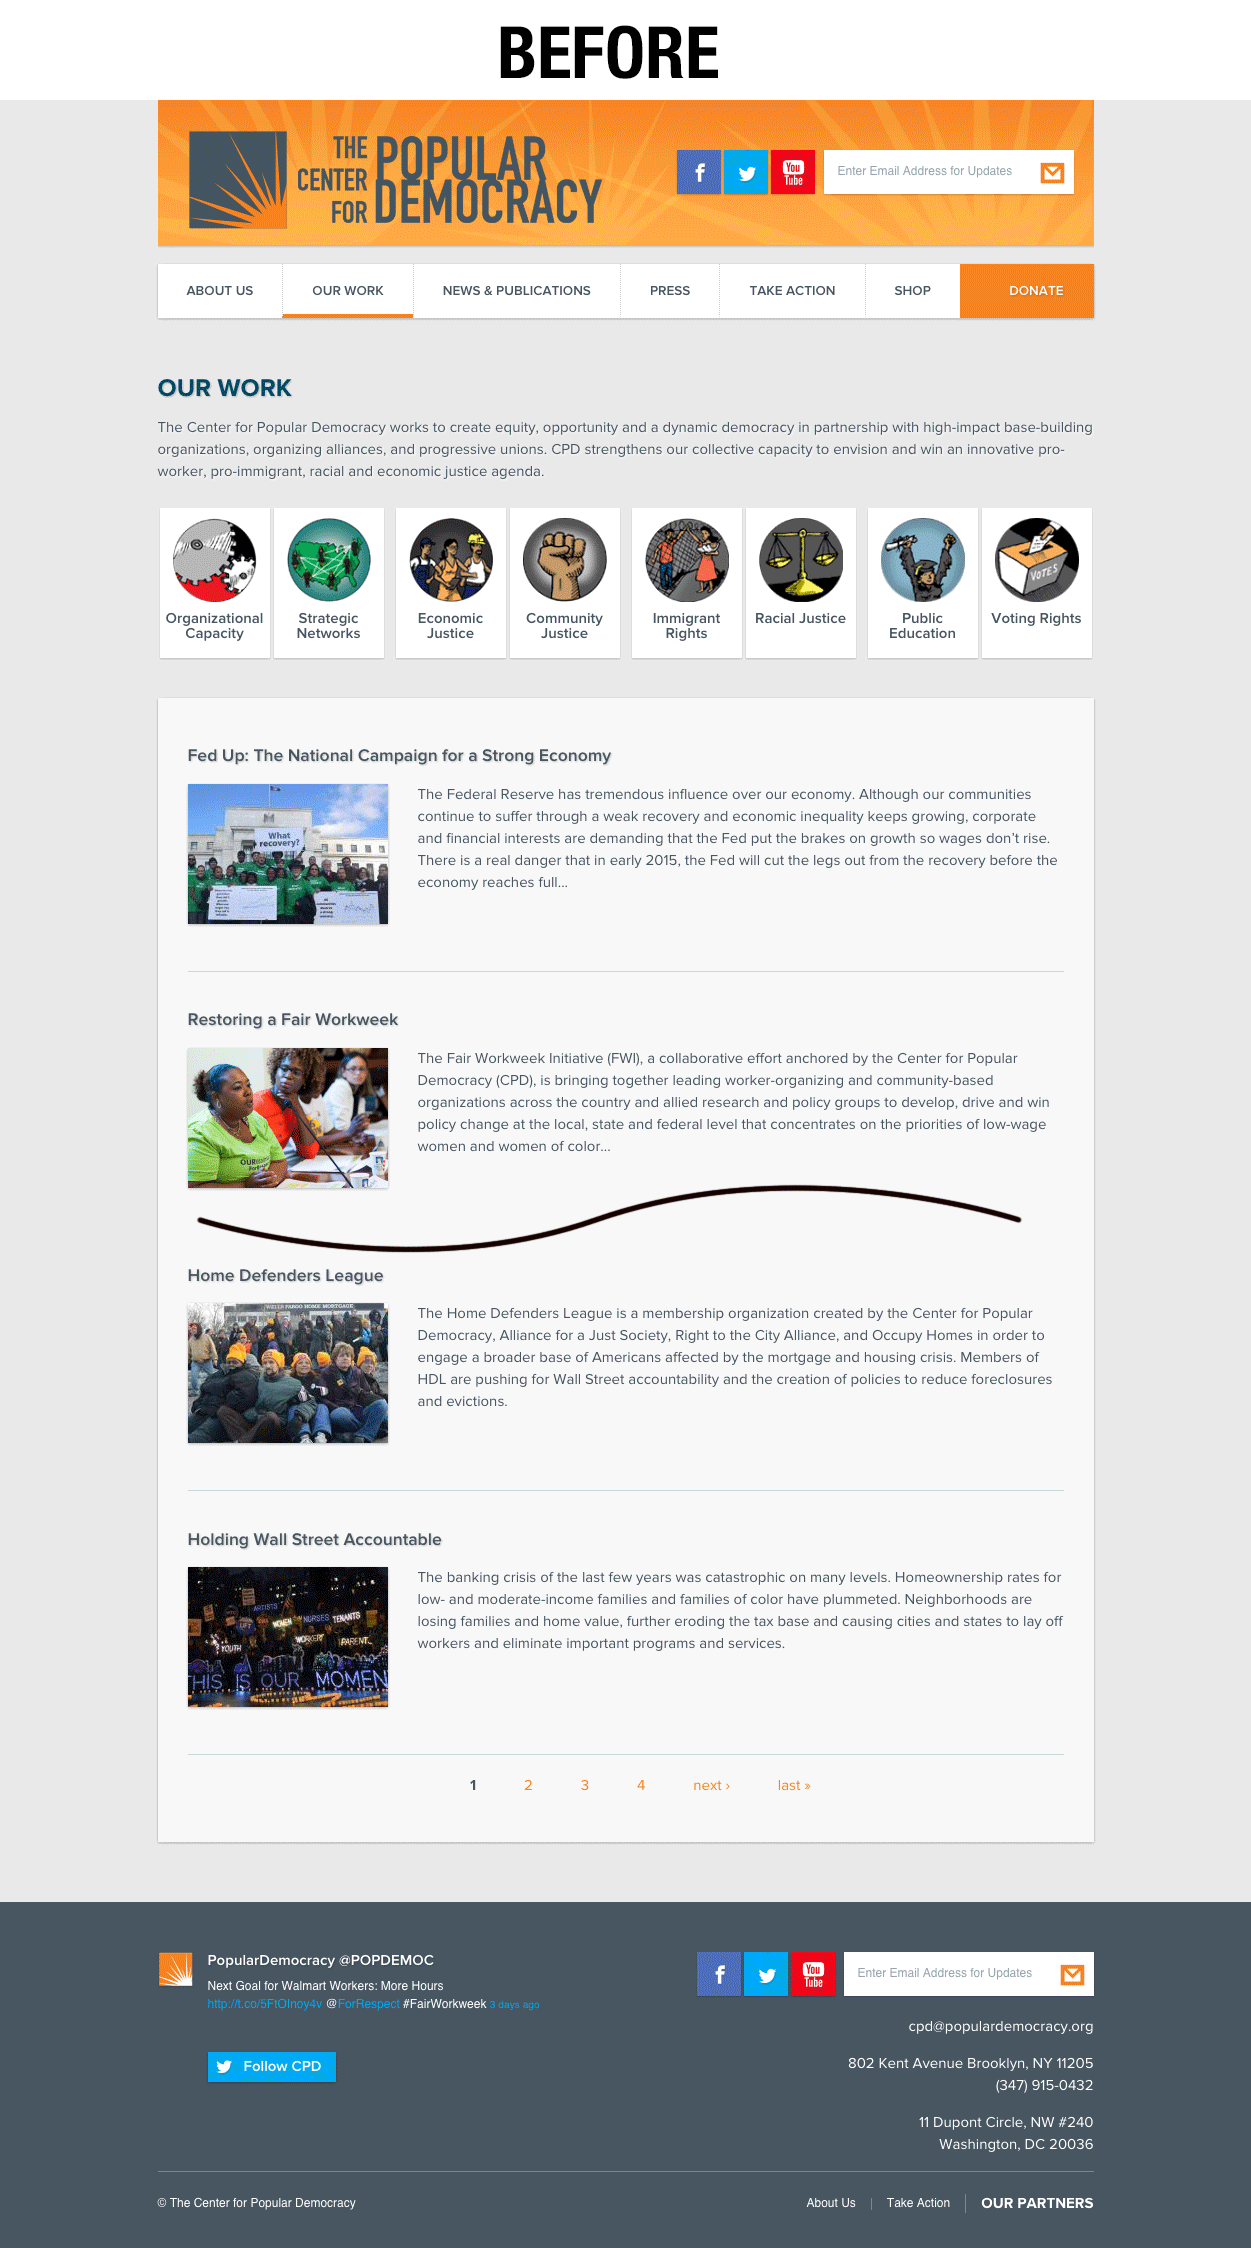 BEFORE
THE
CENTER
FOR
POPULAR
DEMOCRACY
You
Tube
Enter Email Address for Updates
ABOUT US
OUR WORK
NEWS & PUBLICATIONS
PRESS
TAKE ACTION
SHOP
DONATE
OUR WORK
The Center for Popular Democracy works to create equity, opportunity and a dynamic democracy in partnership with high-impact base-building
organizations, organizing alliances, and progressive unions. CPD strengthens our collective capacity to envision and win an innovative pro-
worker, pro-immigrant, racial and economic justice agenda.
Organizational
Capacity
Strategic
Networks
Economic
Justice
Community
Justice
Immigrant
Rights
Racial Justice
Public
Education
VOTES
Voting Rights
Fed Up: The National Campaign for a Strong Economy
What
recovery?
The Federal Reserve has tremendous influence over our economy. Although our communities
continue to suffer through a weak recovery and economic inequality keeps growing, corporate
and financial interests are demanding that the Fed put the brakes on growth so wages don't rise.
There is a real danger that in early 2015, the Fed will cut the legs out from the recovery before the
economy reaches full...
Restoring a Fair Workweek
OUR
The Fair Workweek Initiative (FWI), a collaborative effort anchored by the Center for Popular
Democracy (CPD), is bringing together leading worker-organizing and community-based
organizations across the country and allied research and policy groups to develop, drive and win
policy change at the local, state and federal level that concentrates on the priorities of low-wage
women and women of color...
Home Defenders League
WELLS FARGO HOME MORTGAGE
The Home Defenders League is a membership organization created by the Center for Popular
Democracy, Alliance for a Just Society, Right to the City Alliance, and Occupy Homes in order to
engage a broader base of Americans affected by the mortgage and housing crisis. Members of
HDL are pushing for Wall Street accountability and the creation of policies to reduce foreclosures
and evictions.
Holding Wall Street Accountable
ARTISTS
WOMEN NURSES TENANTS
YOUTH WORKERS PARENT
THIS IS OUR MOMEN
The banking crisis of the last few years was catastrophic on many levels. Homeownership rates for
low- and moderate-income families and families of color have plummeted. Neighborhoods are
losing families and home value, further eroding the tax base and causing cities and states to lay off
workers and eliminate important programs and services.
1 2 3 4 next › last »
PopularDemocracy @POPDEMOC
Next Goal for Walmart Workers: More Hours
http://t.co/5FtOInoy4v @ForRespect #FairWorkweek 3 days ago
Follow CPD
You
Tube
Enter Email Address for Updates
cpd@populardemocracy.org
802 Kent Avenue Brooklyn, NY 11205
(347) 915-0432
11 Dupont Circle, NW #240
Washington, DC 20036
© The Center for Popular Democracy
About Us
Take Action
OUR PARTNERS